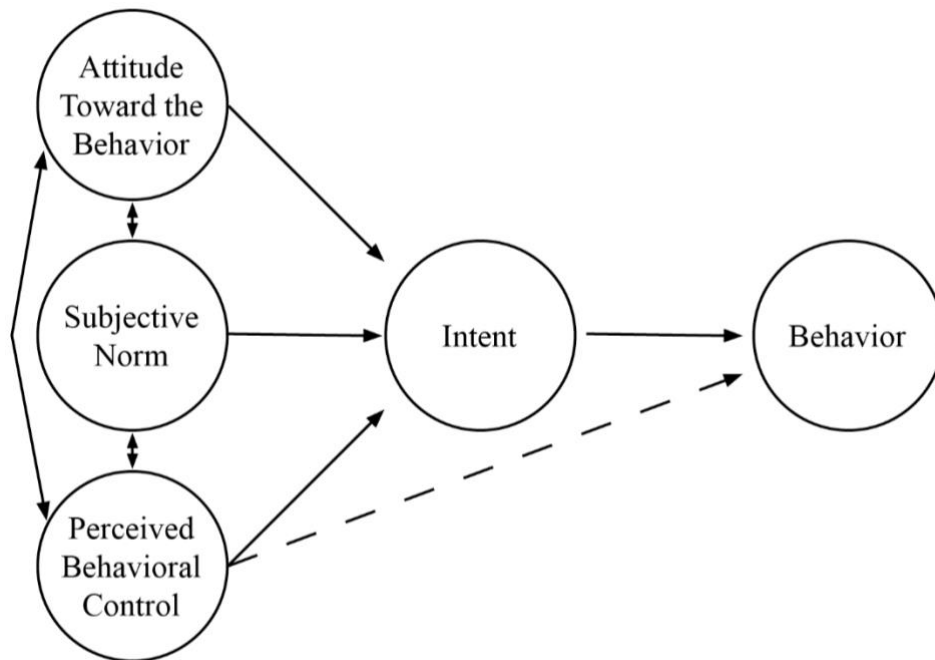 Attitude
Toward the
Behavior
Subjective
Norm
Intent
Behavior
Perceived
Behavioral
Control